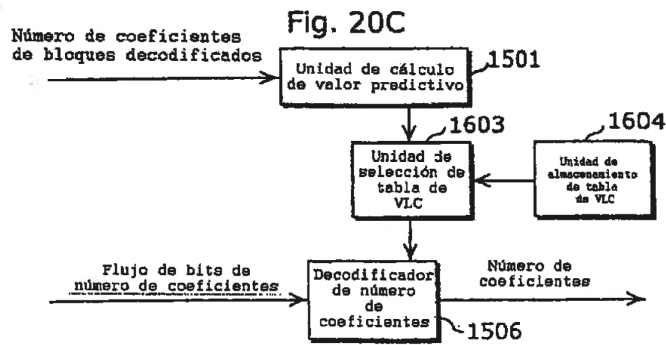 Fig. 20C
Número de coeficientes
de bloques decodificados
Unidad de cálculo
de valor predictivo
1501
1603
Unidad de
selección de
tabla de
VLC
1604
Unidad de
almacenamiento
de tabla
de VLC
Flujo de bits de
número de coeficientes
Decodificador
de número
de
coeficientes
1506
Número de
coeficientes